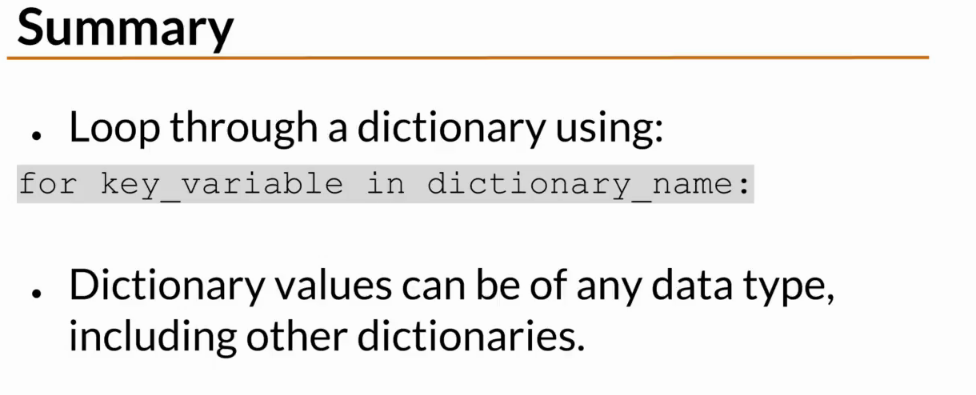 Summary
• Loop through a dictionary using:
for key_variable in dictionary_name:
• Dictionary values can be of any data type,
including other dictionaries.